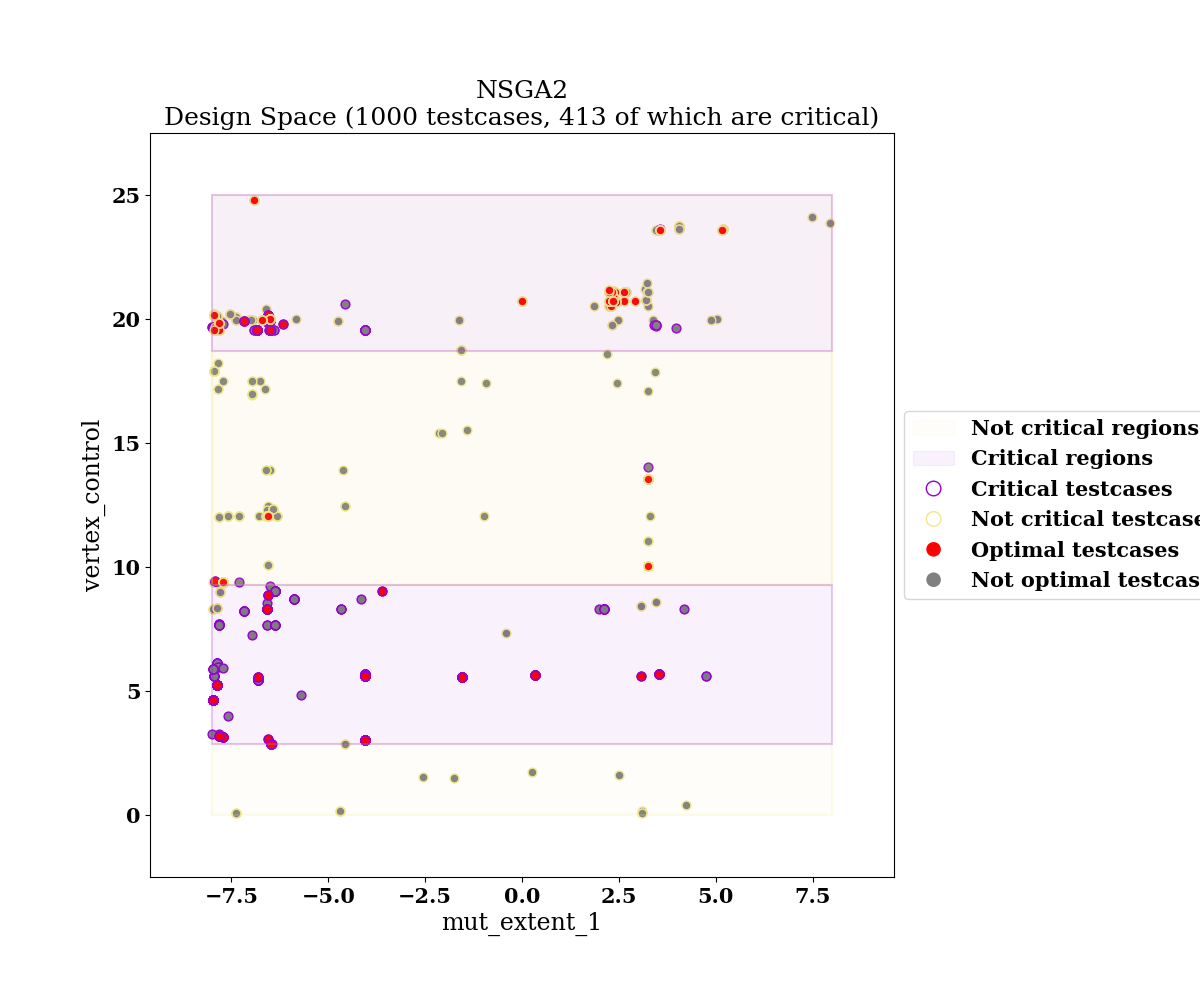 NSGA2
Design Space (1000 testcases, 413 of which are critical)
25
20
15
10
5
0
vertex_control
−7.5
−5.0
−2.5
0.0
2.5
5.0
7.5
mut_extent_1
Not critical regions
Critical regions
Critical testcases
Not critical testcase
Optimal testcases
Not optimal testcas